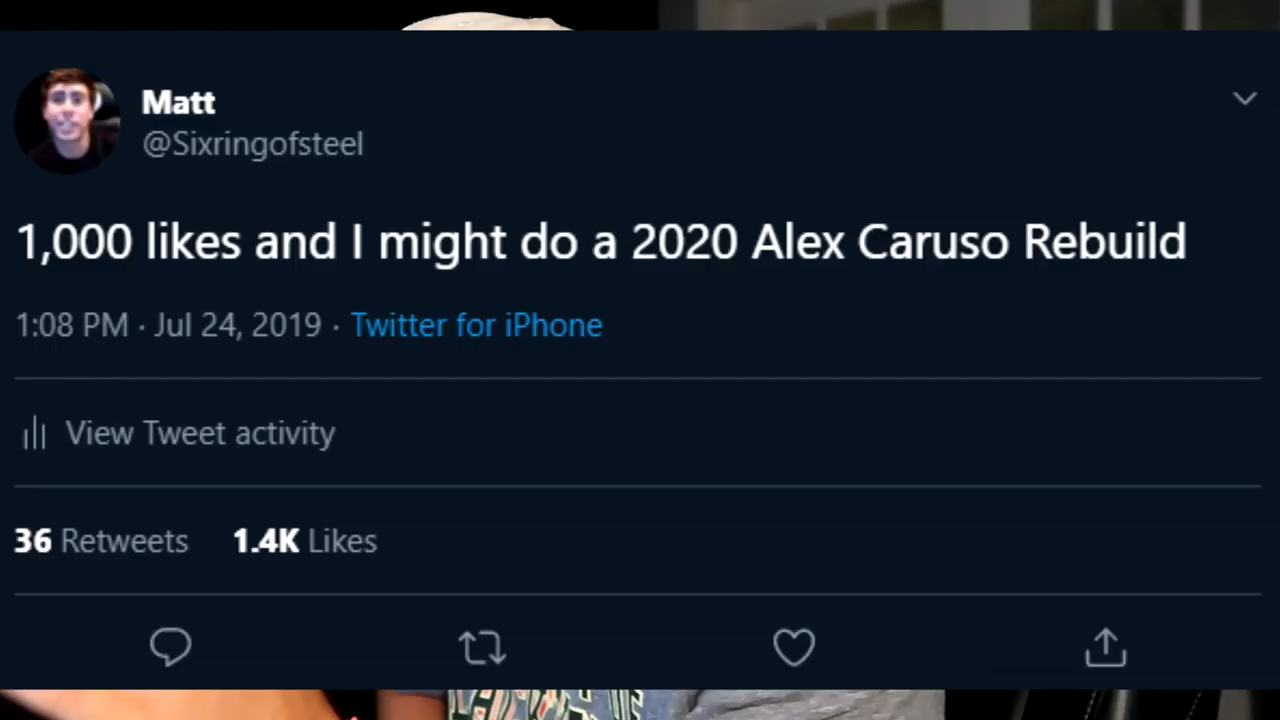 Matt
@Sixringofsteel
1,000 likes and I might do a 2020 Alex Caruso Rebuild
1:08 PM · Jul 24, 2019 · Twitter for iPhone
View Tweet activity
36 Retweets 1.4K Likes